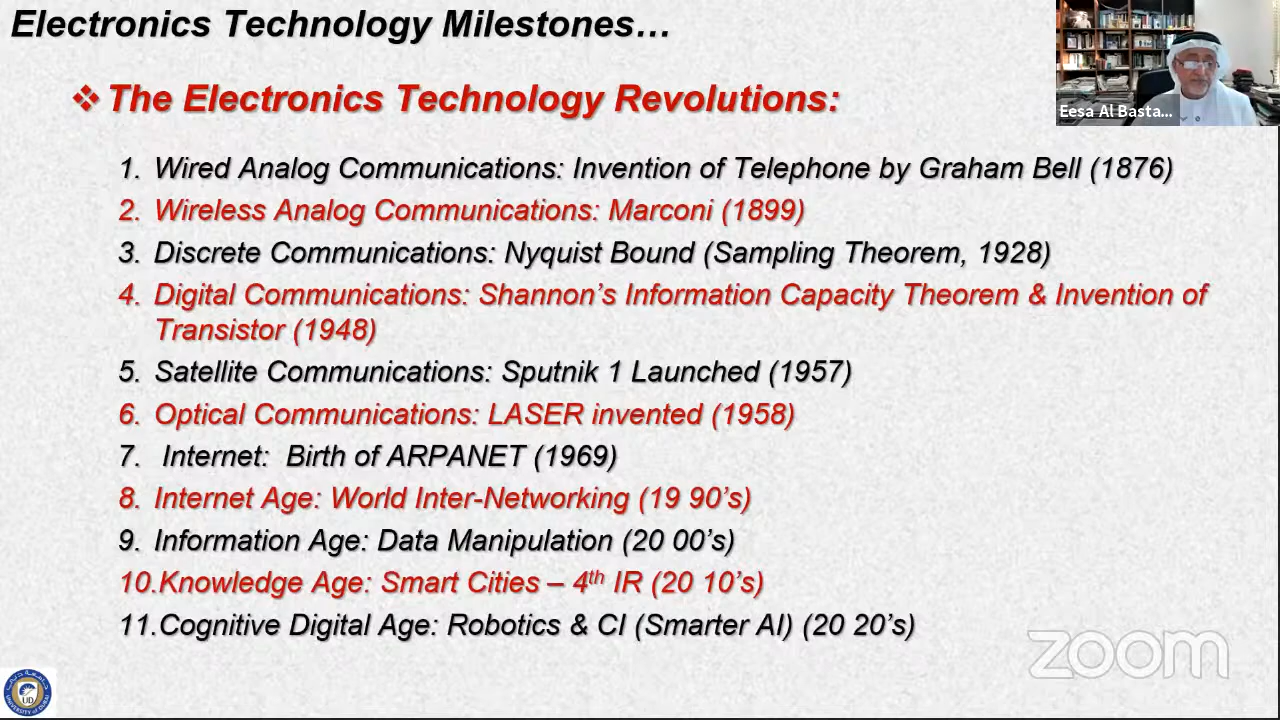 Electronics Technology Milestones…
❖ The Electronics Technology Revolutions:
Eesa Al Basta...
1. Wired Analog Communications: Invention of Telephone by Graham Bell (1876)
2. Wireless Analog Communications: Marconi (1899)
3. Discrete Communications: Nyquist Bound (Sampling Theorem, 1928)
4. Digital Communications: Shannon’s Information Capacity Theorem & Invention of
Transistor (1948)
5. Satellite Communications: Sputnik 1 Launched (1957)
6. Optical Communications: LASER invented (1958)
7. Internet: Birth of ARPANET (1969)
8. Internet Age: World Inter-Networking (19 90’s)
9. Information Age: Data Manipulation (20 00’s)
10.Knowledge Age: Smart Cities – 4th IR (20 10’s)
11.Cognitive Digital Age: Robotics & CI (Smarter AI) (20 20’s)
zoom
UD
UNIVERSITY OF DUBAI